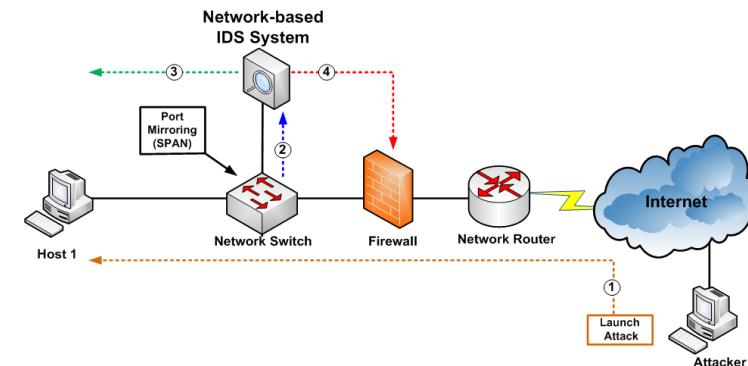 Network-based
IDS System
3
4
Port
Mirroring
(SPAN)
2
Internet
Network Switch
Firewall
Network Router
Host 1
1
Launch
Attack
Attacker